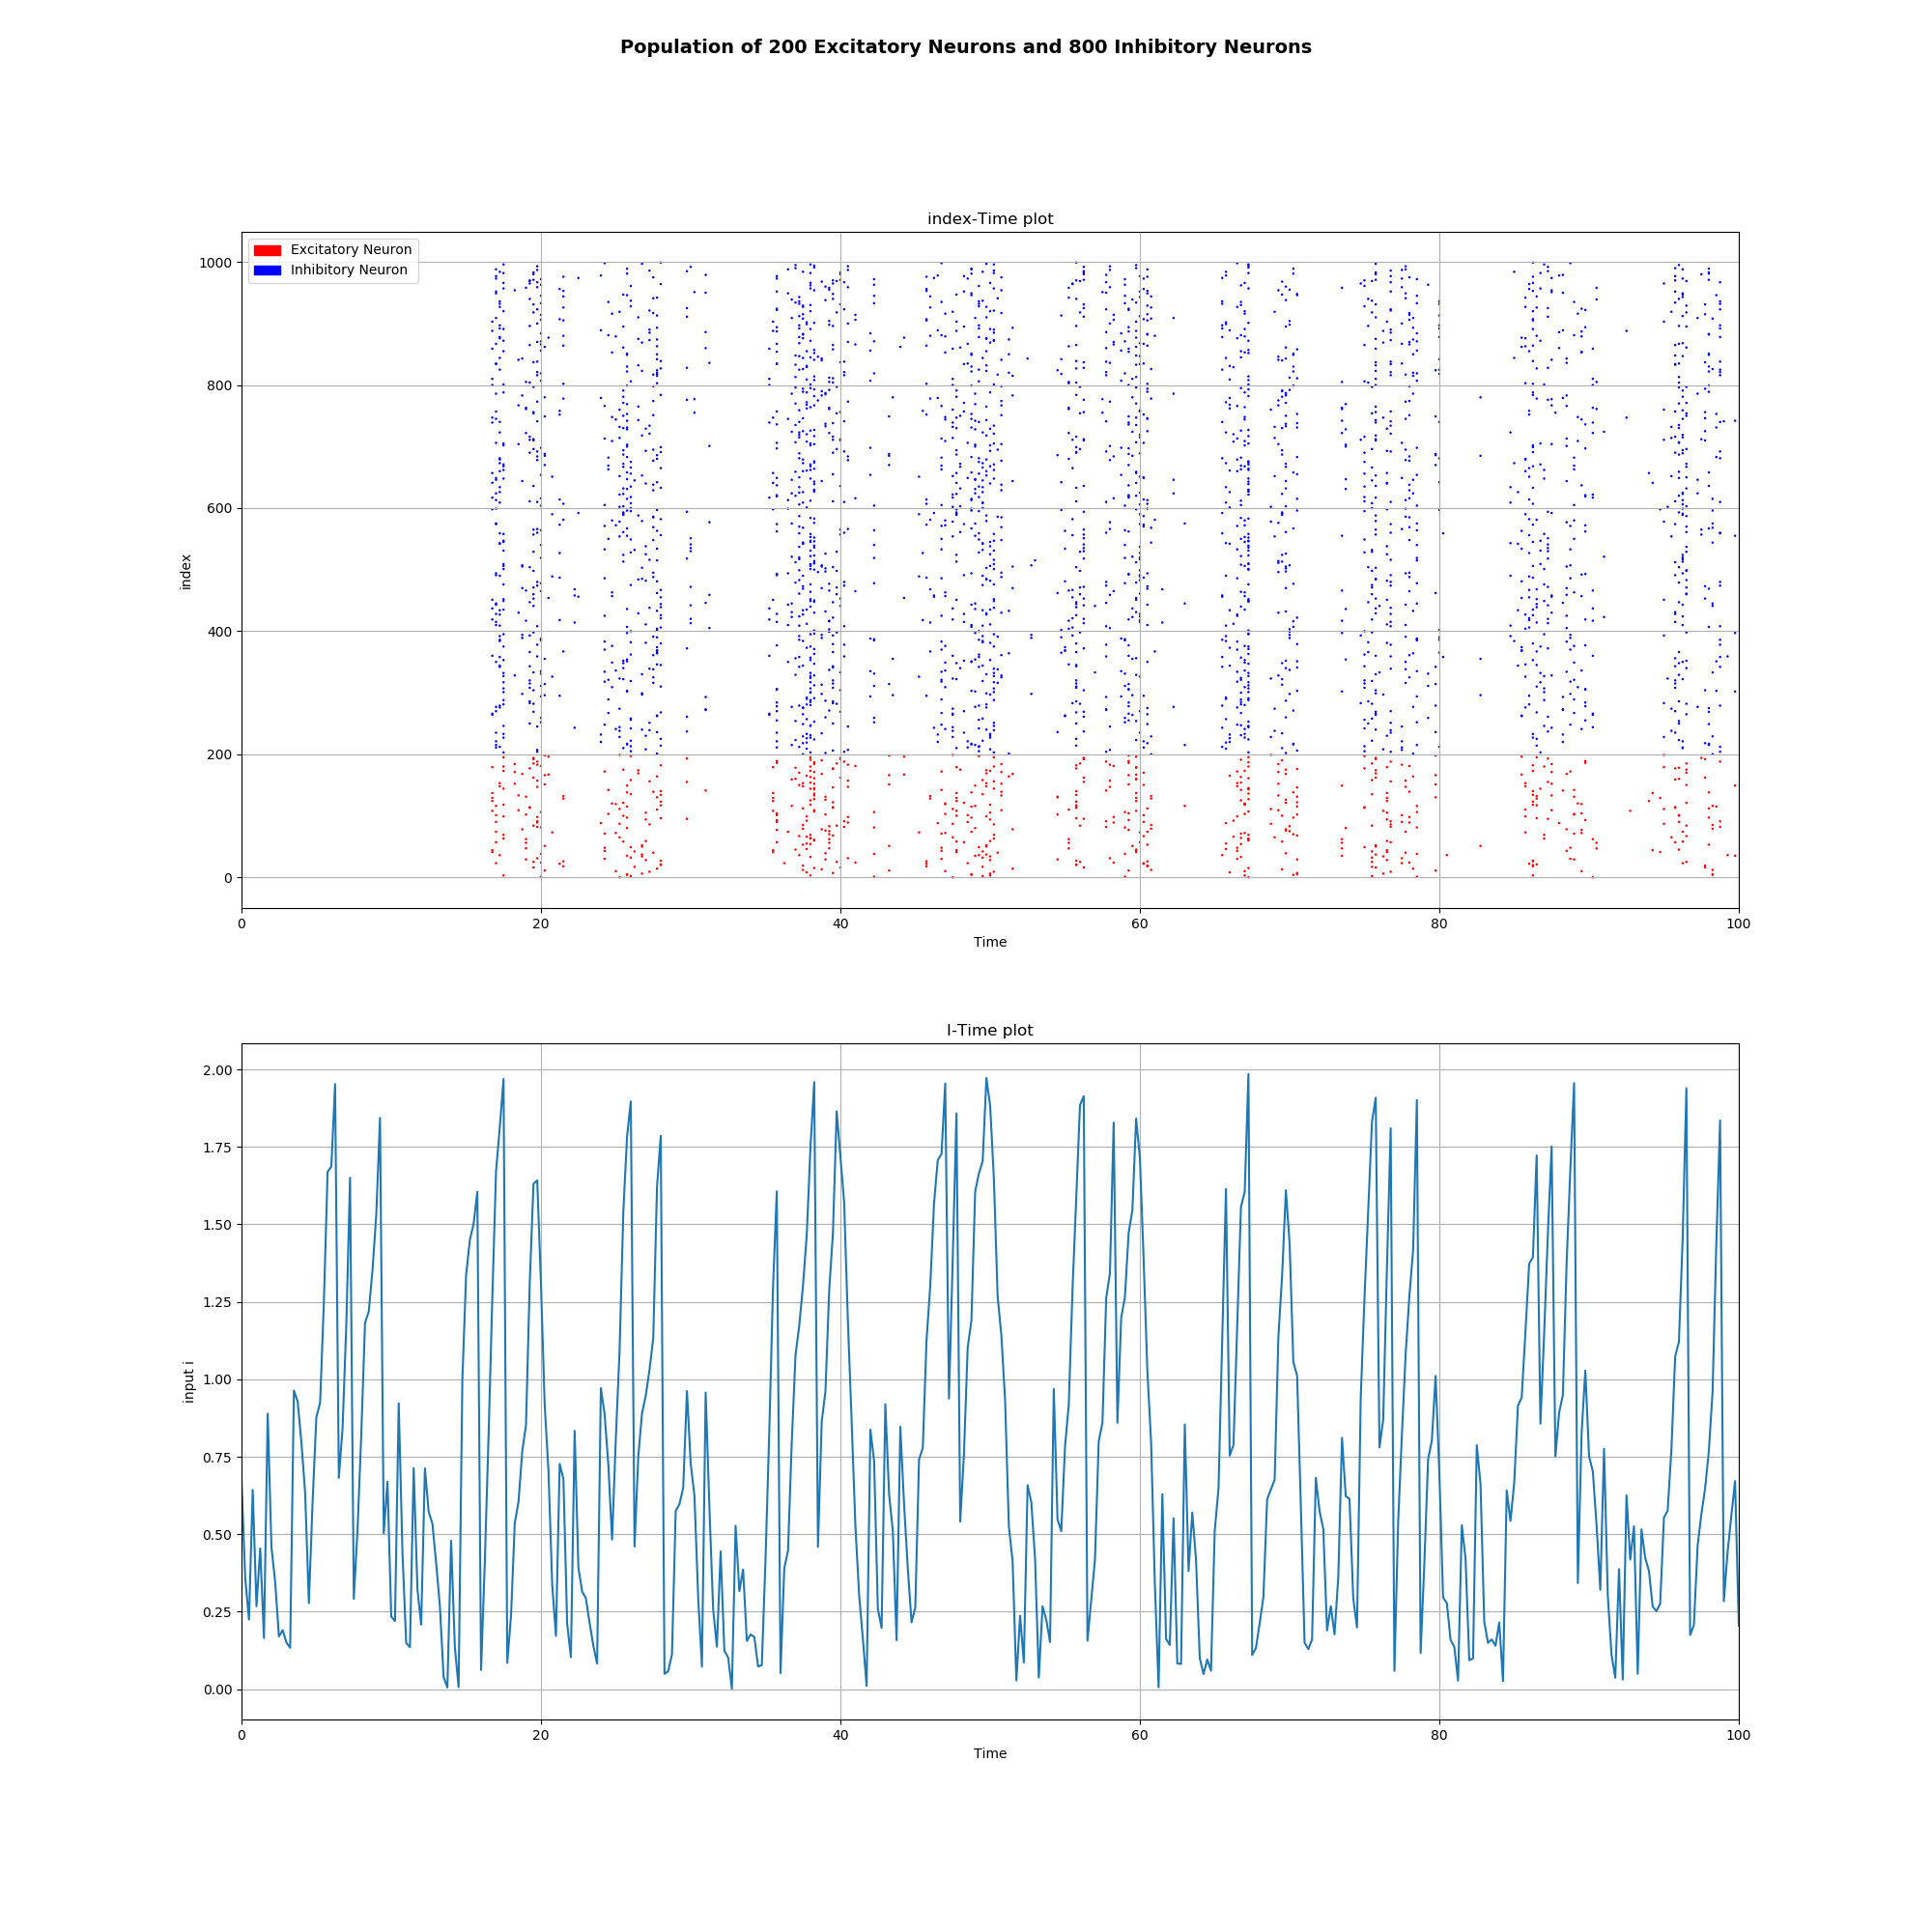 Population of 200 Excitatory Neurons and 800 Inhibitory Neurons
index-Time plot
Excitatory Neuron
Inhibitory Neuron
1000
800
600
400
200
0
index
0 20 40 60 80 100
Time
I-Time plot
2.00
1.75
1.50
1.25
1.00
0.75
0.50
0.25
0.00
input i
0 20 40 60 80 100
Time